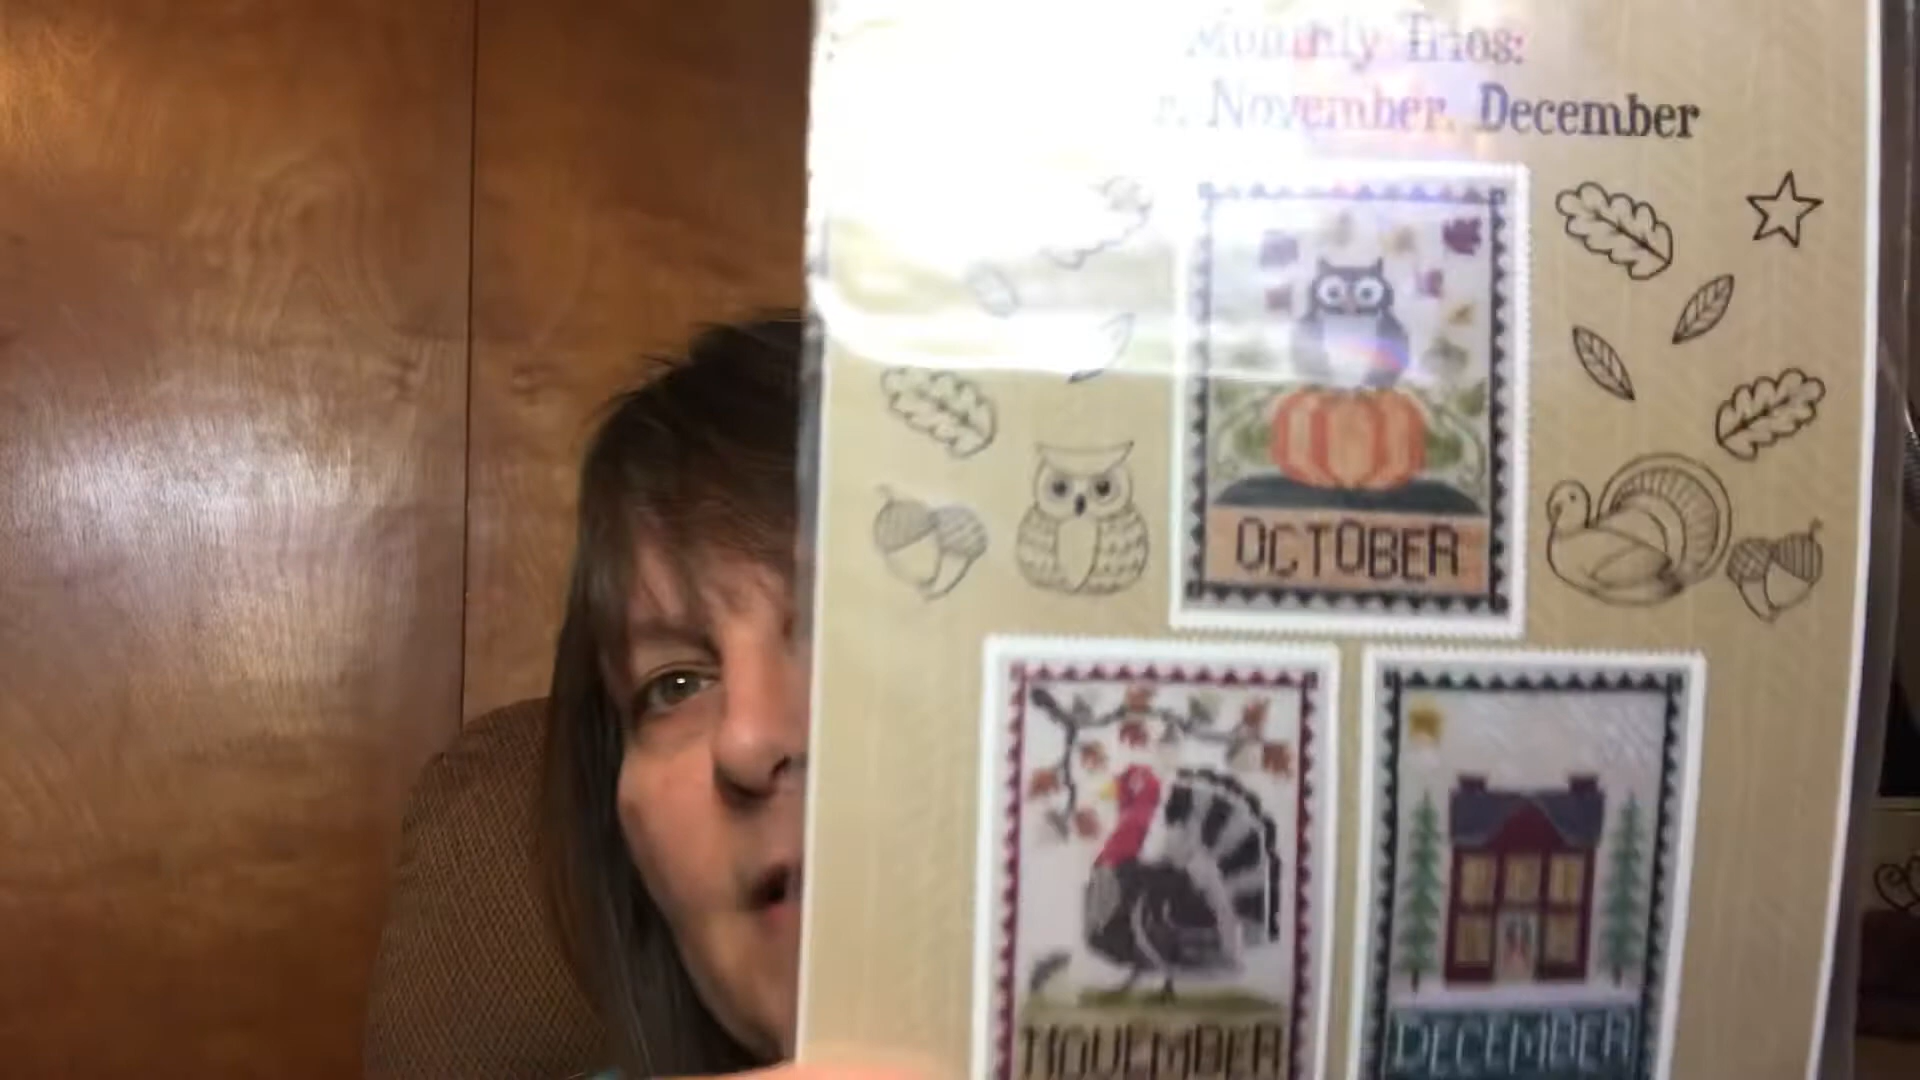 Monthly Trios:
r, November, December
OCTOBER
NOVEMBER
DECEMBER